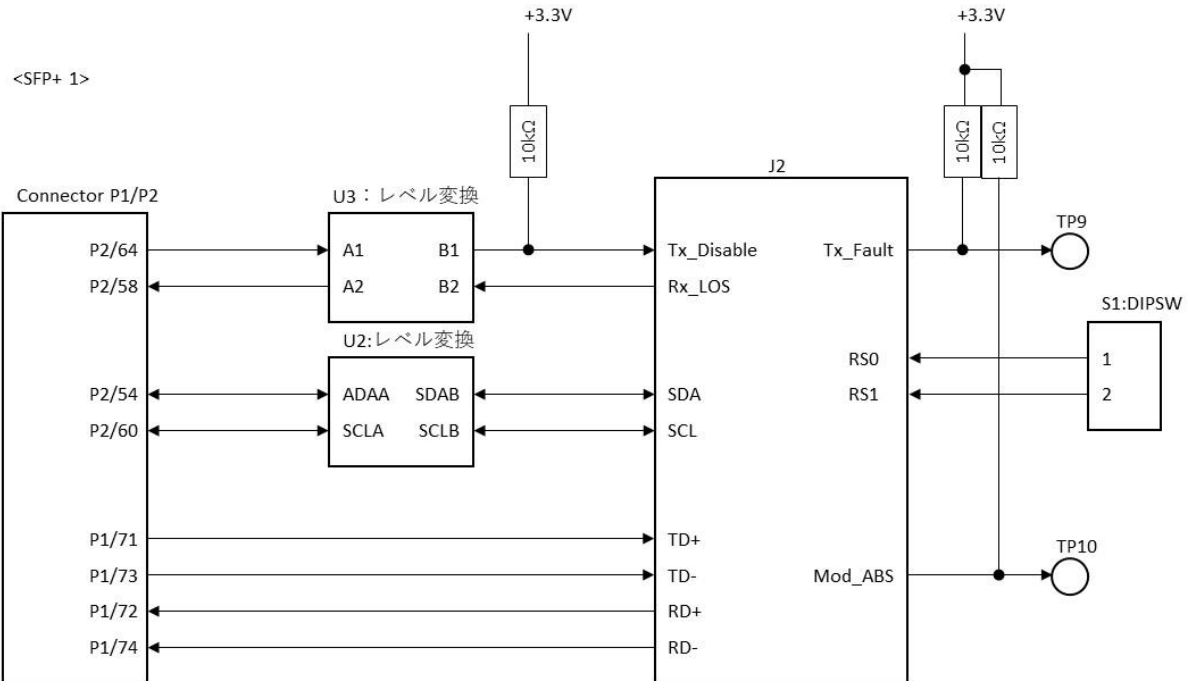 +3.3V
+3.3V
<SFP+ 1>
10kΩ
10kΩ
10kΩ
J2
Connector P1/P2
U3：レベル変換
TP9
P2/64
A1
B1
Tx_Disable
Tx_Fault
P2/58
A2
B2
Rx_LOS
S1:DIPSW
U2:レベル変換
RS0
1
P2/54
ADAA
SDAB
SDA
RS1
2
P2/60
SCLA
SCLB
SCL
P1/71
TD+
TP10
P1/73
TD-
Mod_ABS
P1/72
RD+
P1/74
RD-